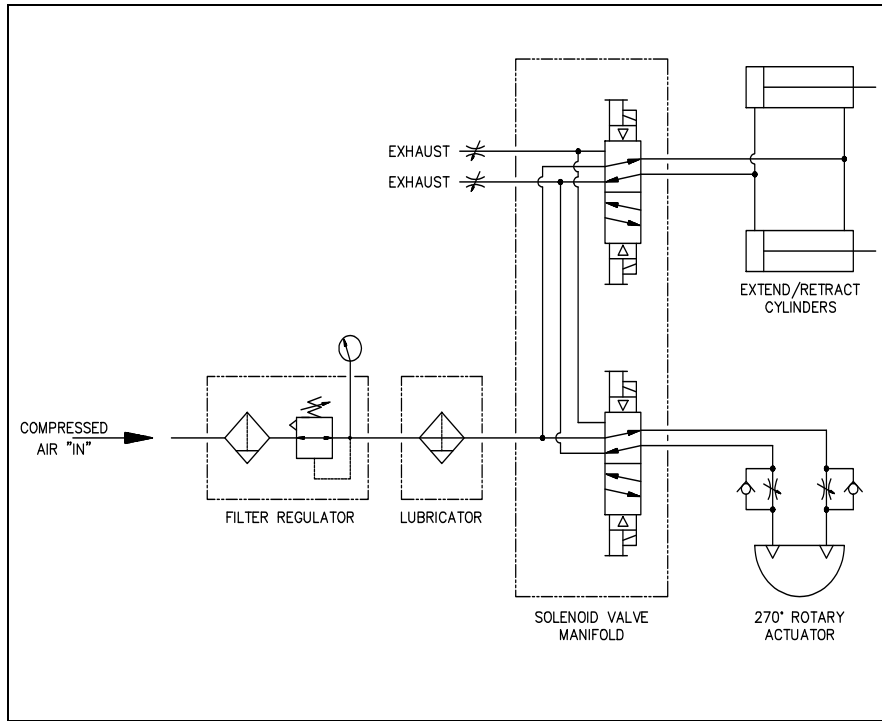 EXHAUST
EXHAUST
EXTEND/RETRACT
CYLINDERS
COMPRESSED
AIR "IN"
FILTER REGULATOR
LUBRICATOR
SOLENOID VALVE
MANIFOLD
270° ROTARY
ACTUATOR